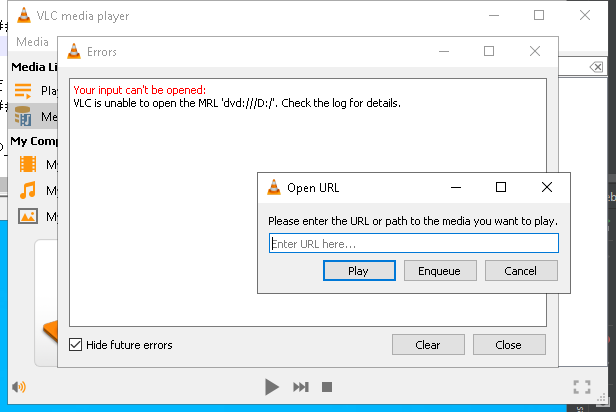 VLC media player
Media
Errors
Media Li
Your input can't be opened:
VLC is unable to open the MRL 'dvd:///D:/'. Check the log for details.
Play
Me
My Comp
My
My
My
Open URL
Please enter the URL or path to the media you want to play.
Enter URL here...
Play Enqueue Cancel
Hide future errors
Clear Close